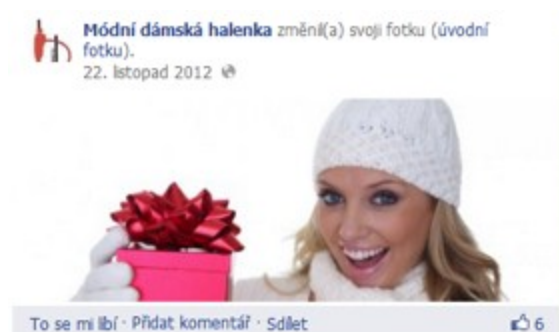 Módní dámská halenka změnil(a) svoji fotku (úvodní
fotku).
22. listopad 2012
To se mi líbí · Přidat komentář · Sdílet
6